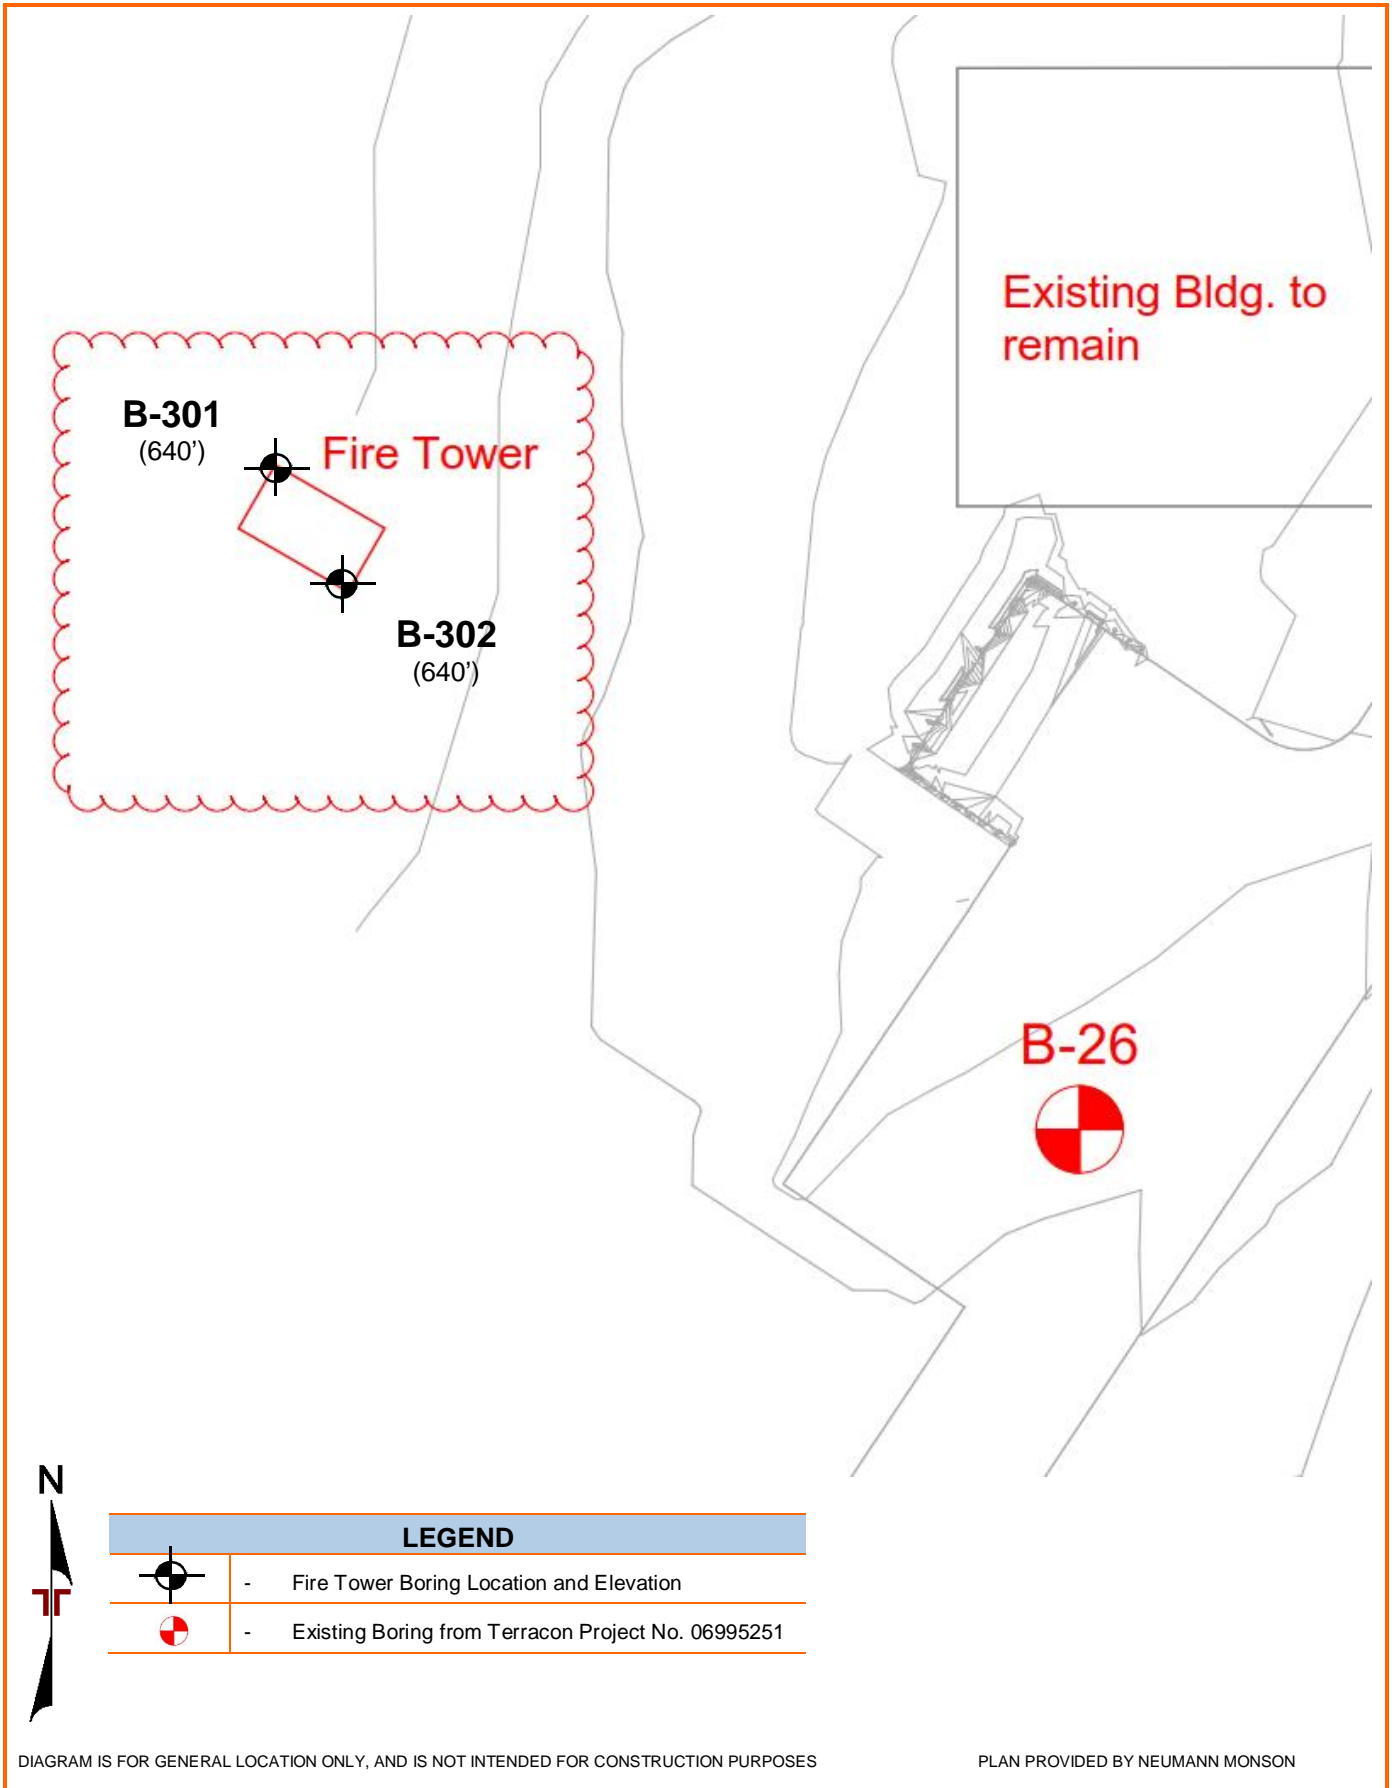 Existing Bldg. to
remain
B-301
(640’)
Fire Tower
B-302
(640’)
B-26
N
LEGEND
- Fire Tower Boring Location and Elevation
- Existing Boring from Terracon Project No. 06995251
DIAGRAM IS FOR GENERAL LOCATION ONLY, AND IS NOT INTENDED FOR CONSTRUCTION PURPOSES
PLAN PROVIDED BY NEUMANN MONSON